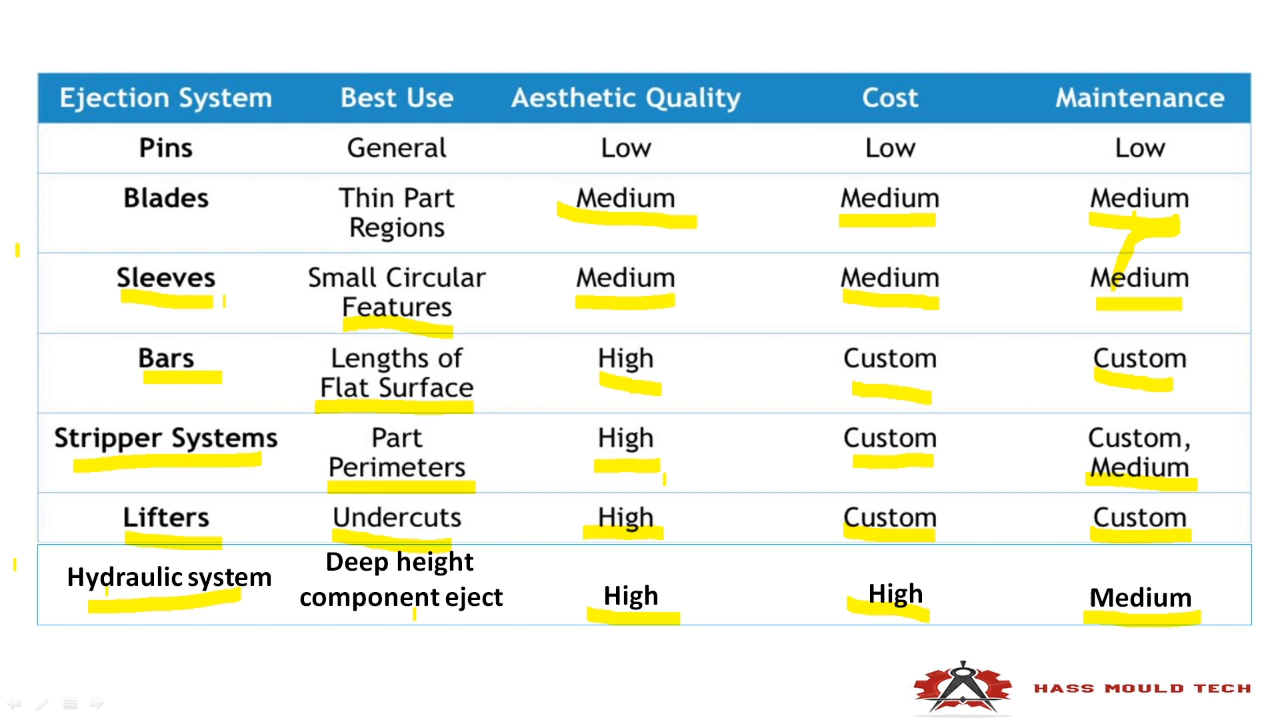 Ejection System Best Use Aesthetic Quality Cost Maintenance
Pins General Low Low Low
Blades Thin Part Medium Medium Medium
Regions
Sleeves Small Circular Medium Medium Medium
Features
Bars Lengths of High Custom Custom
Flat Surface
Stripper Systems Part High Custom Custom,
Perimeters Medium
Lifters Undercuts High Custom Custom
Hydraulic system Deep height
component eject High High Medium
HASS MOULD TECH